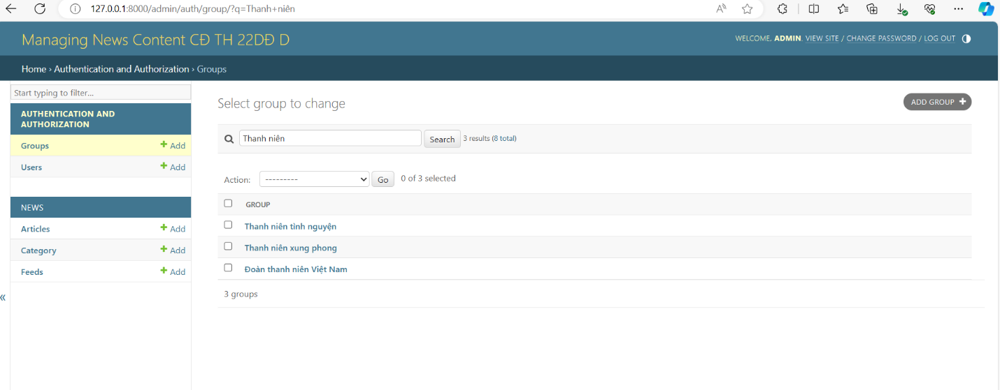 127.0.0.1:8000/admin/auth/group/?q=Thanh+niên
Managing News Content CĐ TH 22DĐ D
WELCOME, ADMIN. VIEW SITE / CHANGE PASSWORD / LOG OUT
Home › Authentication and Authorization › Groups
Start typing to filter...
AUTHENTICATION AND
AUTHORIZATION
Groups + Add
Users + Add
NEWS
Articles + Add
Category + Add
Feeds + Add
«
Select group to change
ADD GROUP +
Thanh niên Search 3 results (8 total)
Action: --------- Go 0 of 3 selected
GROUP
Thanh niên tình nguyện
Thanh niên xung phong
Đoàn thanh niên Việt Nam
3 groups